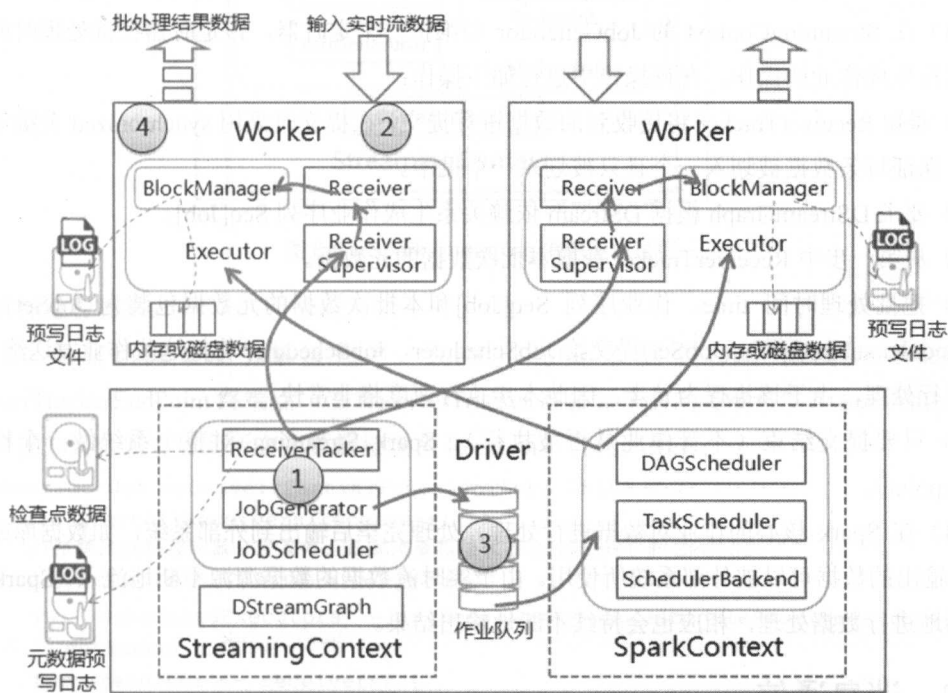 批处理结果数据
输入实时流数据
4
Worker
2
Worker
BlockManager
Receiver
Receiver
BlockManager
LOG
Executor
Receiver
Supervisor
Receiver
Supervisor
Executor
LOG
预写日志
文件
内存或磁盘数据
内存或磁盘数据
预写日志
文件
ReceiverTacker
Driver
DAGScheduler
1
检查点数据
JobGenerator
JobScheduler
3
TaskScheduler
LOG
DStreamGraph
SchedulerBackend
作业队列
元数据预
写日志
StreamingContext
SparkContext